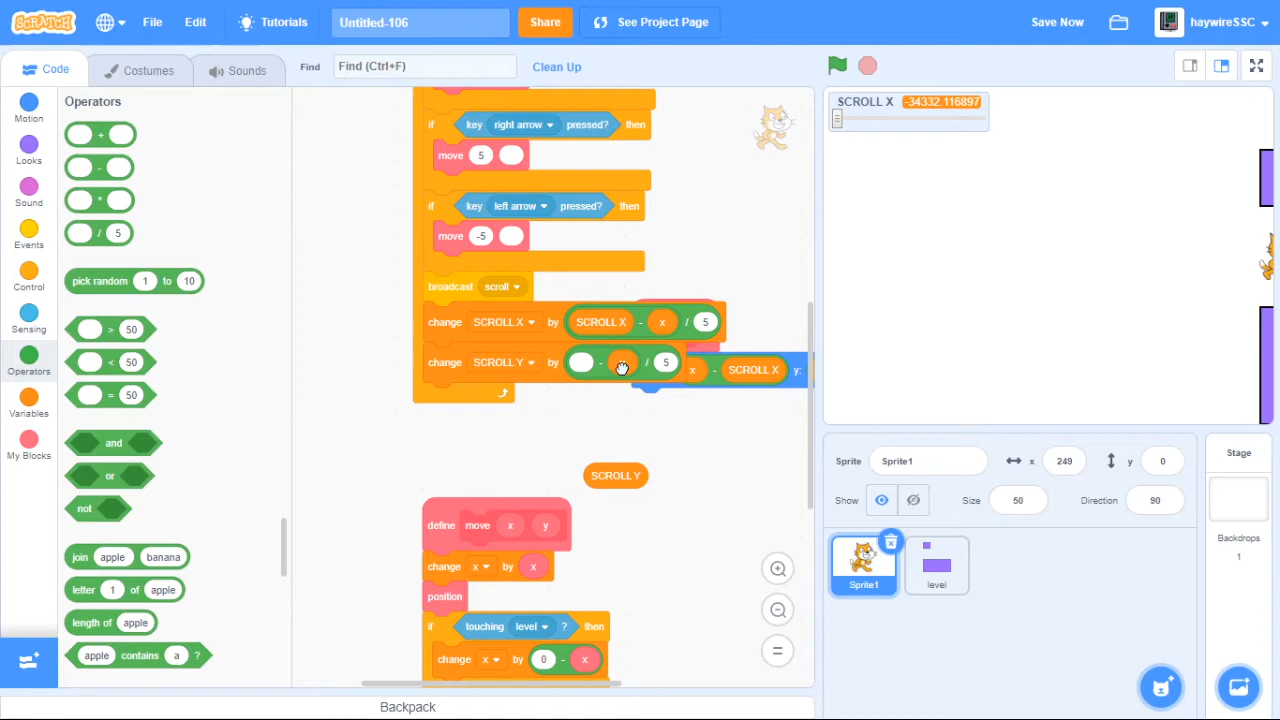 SCRATCH
File
Edit
Tutorials
Untitled-106
Share
See Project Page
Save Now
haywireSSC
Code
Costumes
Sounds
Find
Find (Ctrl+F)
Clean Up
Motion
Looks
Sound
Events
Control
Sensing
Operators
Variables
My Blocks
Operators
+
-
*
/ 5
pick random 1 to 10
> 50
< 50
= 50
and
or
not
join apple banana
letter 1 of apple
length of apple
apple contains a ?
if key right arrow pressed? then
move 5
if key left arrow pressed? then
move -5
broadcast scroll
change SCROLL X by SCROLL X - x / 5
change SCROLL Y by - / 5
x - SCROLL X y:
SCROLL Y
define move x y
change x by x
position
if touching level ? then
change x by 0 - x
=
Backpack
SCROLL X -34332.116897
Sprite Sprite1 x 249 y 0
Show Size 50 Direction 90
Sprite1
level
Stage
Backdrops
1